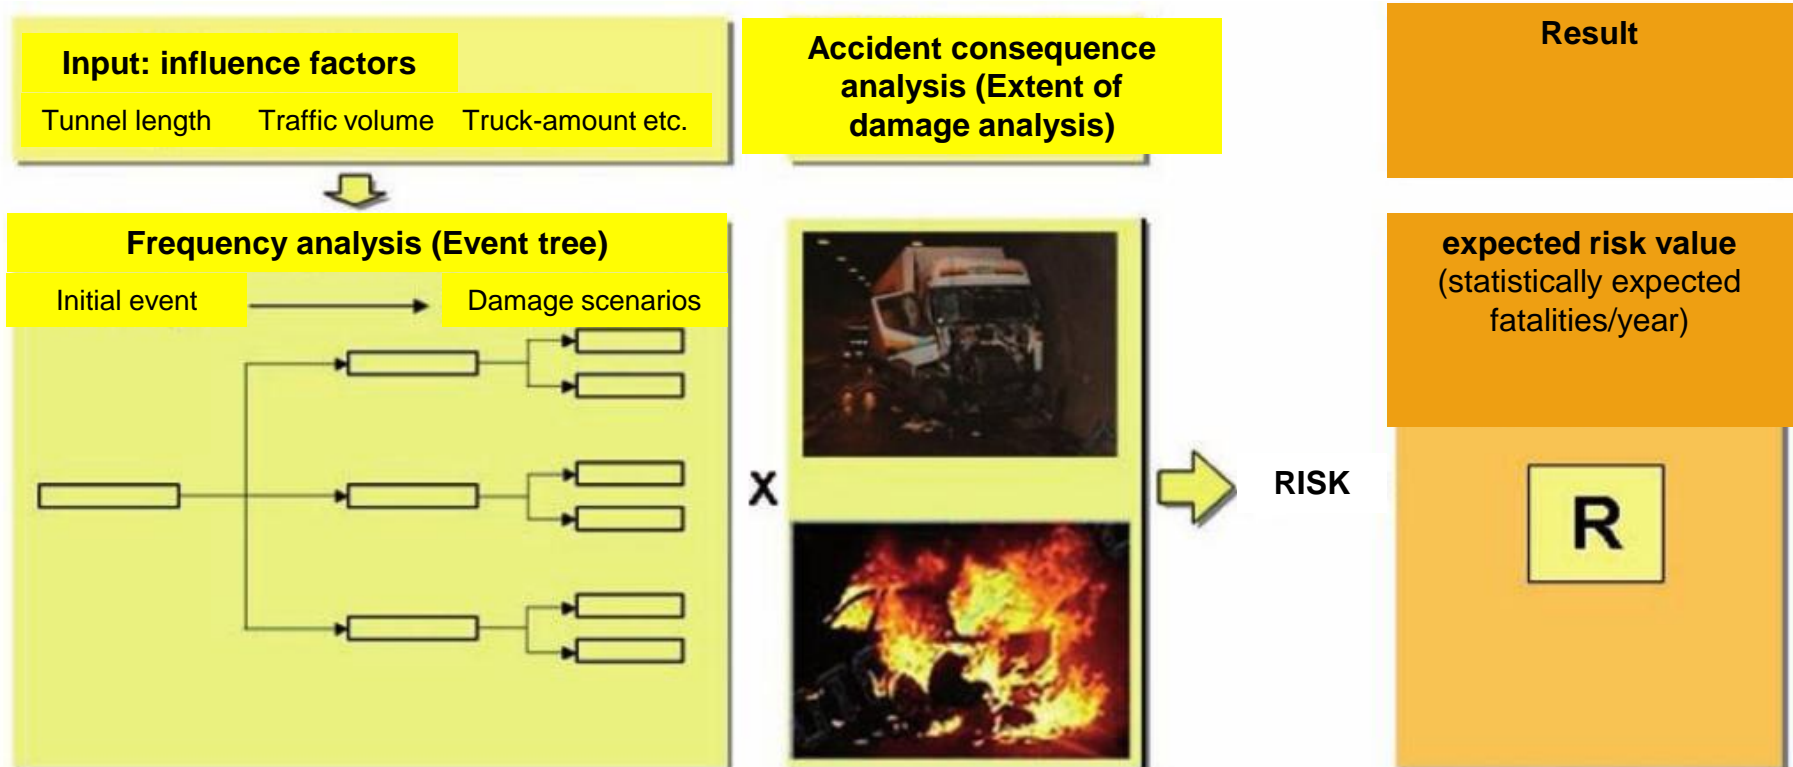 Input: influence factors
Tunnel length Traffic volume Truck-amount etc.
Accident consequence
analysis (Extent of
damage analysis)
Result
Frequency analysis (Event tree)
Initial event Damage scenarios
X
RISK
expected risk value
(statistically expected
fatalities/year)
R